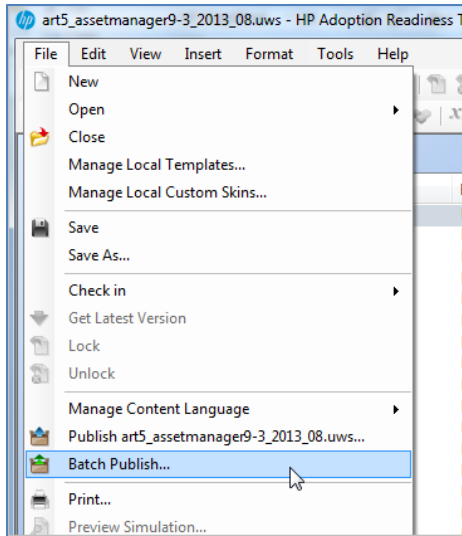 art5_assetmanager9-3_2013_08.uws - HP Adoption Readiness T
File Edit View Insert Format Tools Help
New
Open
Close
Manage Local Templates...
Manage Local Custom Skins...
Save
Save As...
Check in
Get Latest Version
Lock
Unlock
Manage Content Language
Publish art5_assetmanager9-3_2013_08.uws...
Batch Publish...
Print...
Preview Simulation...